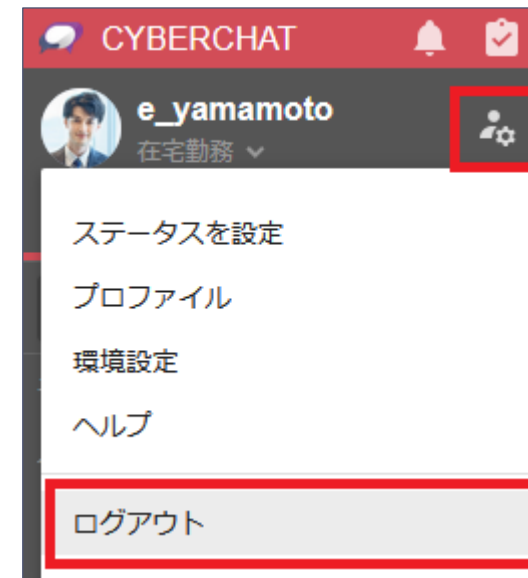 CYBERCHAT
e_yamamoto
在宅勤務
ステータスを設定
プロファイル
環境設定
ヘルプ
ログアウト